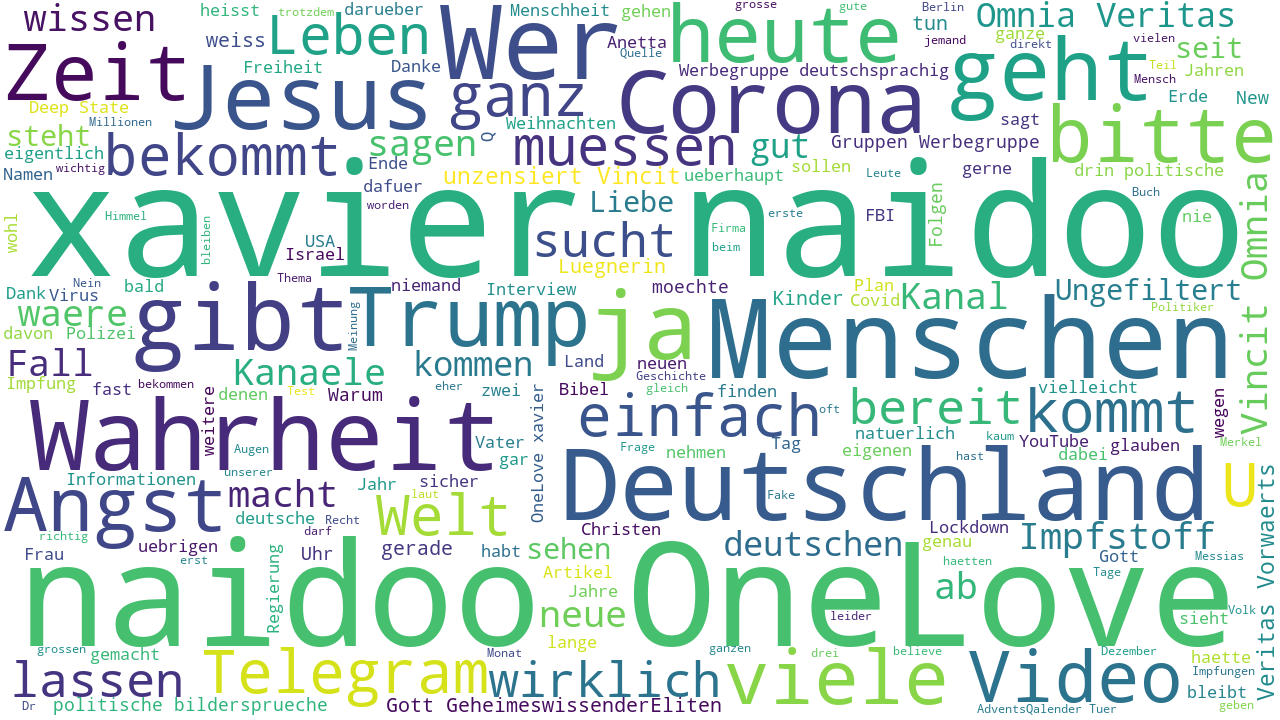 wissen heisst trotzdem darueber Menschheit gehen grosse gute Berlin Omnia Veritas
Zeit weiss Leben Wer Anetta heute tun jemand ganze vielen seit
Freiheit Danke Quelle Werbegruppe deutschsprachig direkt geht Teil Jahren
Deep State Jesus ganz Corona Mensch Erde New
Millionen Weihnachten sagt
steht bekommt sagen Q muessen gut Gruppen Werbegruppe bitte
eigentlich Ende
Namen wichtig dafuer unzensiert Vincit ueberhaupt sollen Leute gerne drin politische
xavier naidoo worden Liebe erste FBI Folgen Buch nie
wohl Himmel bleiben USA sucht Firma
Israel Luegnerin beim Vincit Omnia
Dank Nein bald Thema niemand Interview moechte Plan Ungefiltert
Virus gibt Trump ja Kinder Covid Kanal
waere Politiker
davon Polizei Meinung neuen Menschen
Fall Kanaele kommen Land Geschichte
Impfung fast bekommen denen Test Warum eher zwei Bibel gleich finden vielleicht
weitere OneLove xavier einfach oft bereit kommt wegen
Wahrheit Augen Vater Frage Tag natuerlich kaum YouTube glauben Merkel
unserer gar nehmen eigenen hast dabei
Informationen Jahr sicher Deutschland U
Angst macht laut Welt Fake
deutsche Recht Christen Lockdown Impfstoff
richtig darf Veritas Vorwaerts
Frau uebrigen Uhr gerade habt sehen deutschen genau Gott
erst Artikel haetten Messias
naidoo OneLove Regierung Jahre ab Tage
neue leider Volk sieht
grossen gemacht lange Monat ganzen drei believe Dezember haette
lassen Telegram wirklich viele Video Impfungen
bleibt
Dr politische bildersprueche Gott GeheimeswissenderEliten AdventsQalender Tuer geben